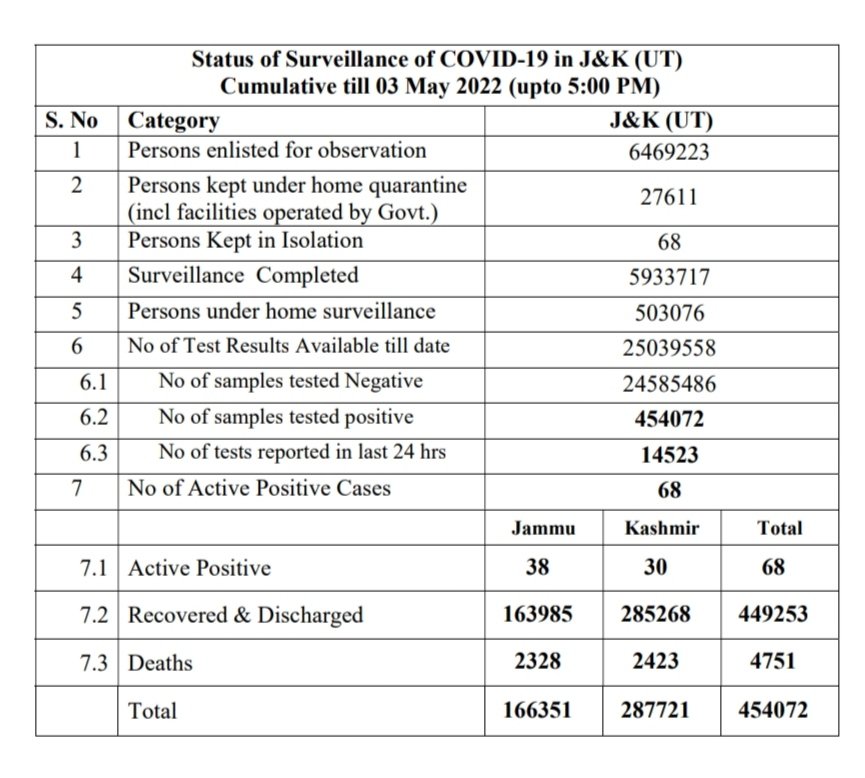 Status of Surveillance of COVID-19 in J&K (UT)
Cumulative till 03 May 2022 (upto 5:00 PM)
S. No Category J&K (UT)
1 Persons enlisted for observation 6469223
2 Persons kept under home quarantine
(incl facilities operated by Govt.) 27611
3 Persons Kept in Isolation 68
4 Surveillance Completed 5933717
5 Persons under home surveillance 503076
6 No of Test Results Available till date 25039558
6.1 No of samples tested Negative 24585486
6.2 No of samples tested positive 454072
6.3 No of tests reported in last 24 hrs 14523
7 No of Active Positive Cases 68
Jammu Kashmir Total
7.1 Active Positive 38 30 68
7.2 Recovered & Discharged 163985 285268 449253
7.3 Deaths 2328 2423 4751
Total 166351 287721 454072